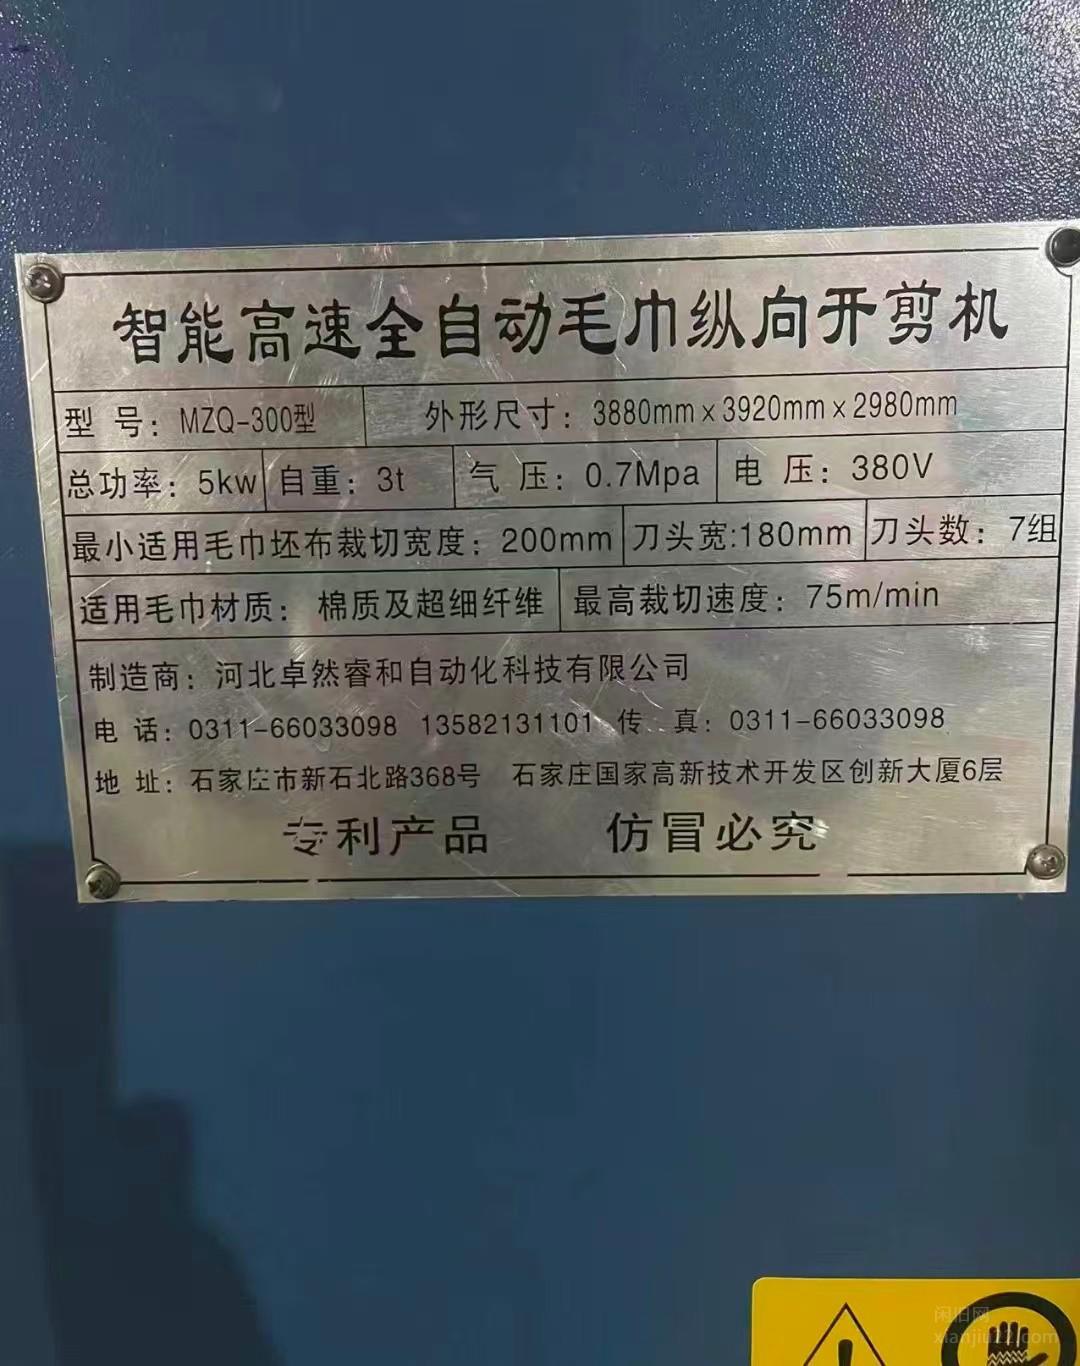 智能高速全自动毛巾纵向开剪机
型 号：MZQ-300型 外形尺寸：3880mm×3920mm×2980mm
总功率：5kw 自重：3t 气 压：0.7Mpa 电 压：380V
最小适用毛巾坯布裁切宽度：200mm 刀头宽:180mm 刀头数：7组
适用毛巾材质：棉质及超细纤维 最高裁切速度：75m/min
制造商：河北卓然睿和自动化科技有限公司
电 话：0311-66033098 13582131101 传 真：0311-66033098
地 址：石家庄市新石北路368号 石家庄国家高新技术开发区创新大厦6层
专利产品 仿冒必究
闲旧网
xianjiu22.com